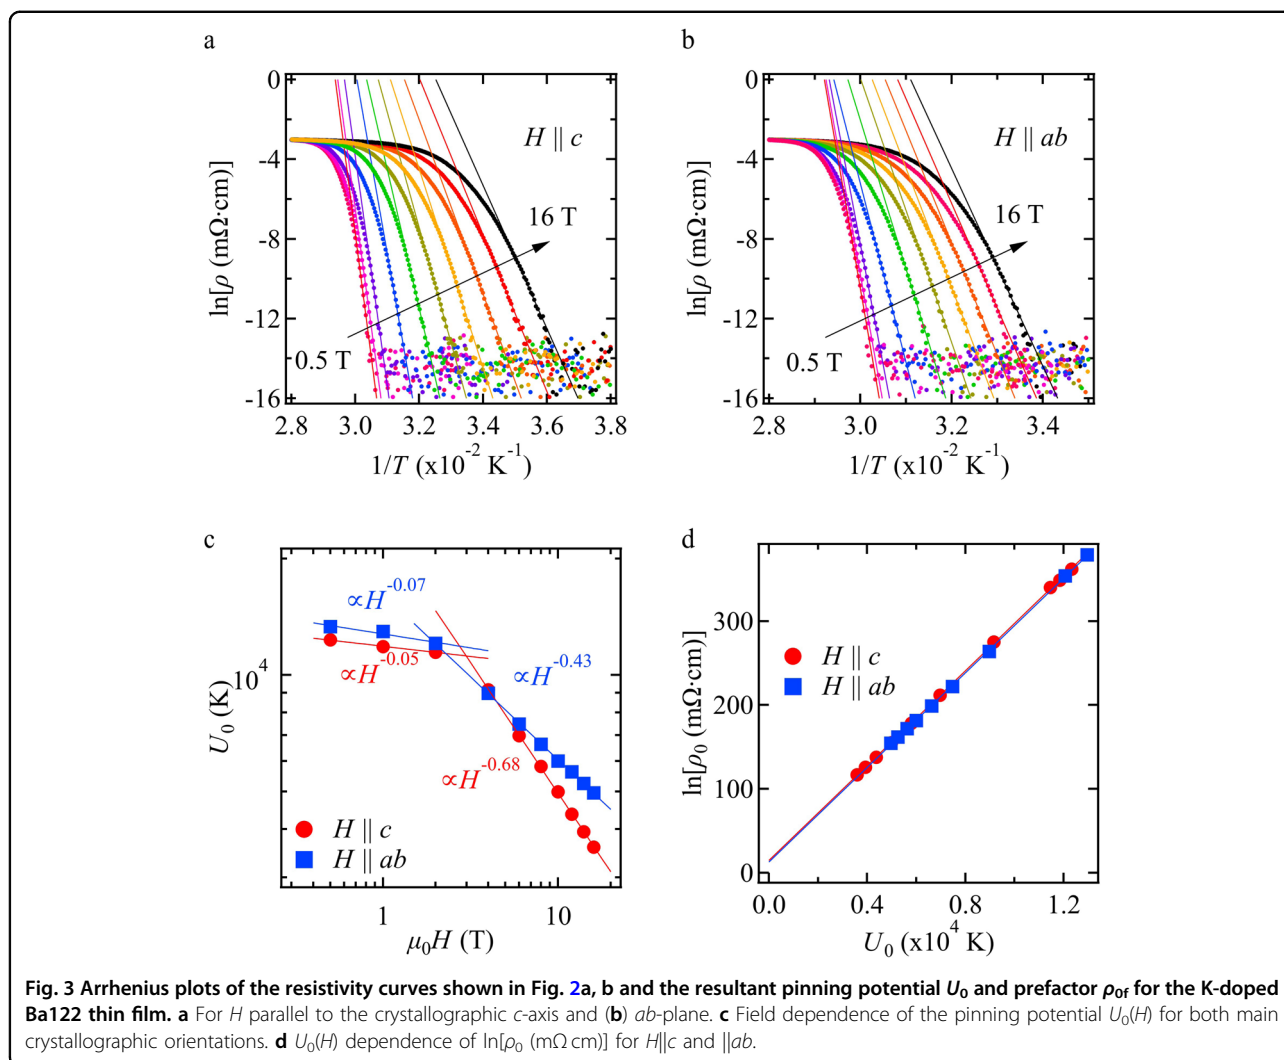 a
0
-4
-8
-12
-16
ln[ρ (mΩ·cm)]
H || c
16 T
0.5 T
2.8 3.0 3.2 3.4 3.6 3.8
1/T (x10⁻² K⁻¹)
b
0
-4
-8
-12
-16
ln[ρ (mΩ·cm)]
H || ab
16 T
0.5 T
2.8 3.0 3.2 3.4
1/T (x10⁻² K⁻¹)
c
10⁴
U₀ (K)
∝H⁻⁰·⁰⁷
∝H⁻⁰·⁰⁵
∝H⁻⁰·⁴³
∝H⁻⁰·⁶⁸
H || c
H || ab
1 10
μ₀H (T)
d
300
200
100
0
ln[ρ₀ (mΩ·cm)]
H || c
H || ab
0.0 0.4 0.8 1.2
U₀ (x10⁴ K)
Fig. 3 Arrhenius plots of the resistivity curves shown in Fig. 2a, b and the resultant pinning potential U₀ and prefactor ρ₀f for the K-doped
Ba122 thin film. a For H parallel to the crystallographic c-axis and (b) ab-plane. c Field dependence of the pinning potential U₀(H) for both main
crystallographic orientations. d U₀(H) dependence of ln[ρ₀ (mΩ cm)] for H||c and ||ab.